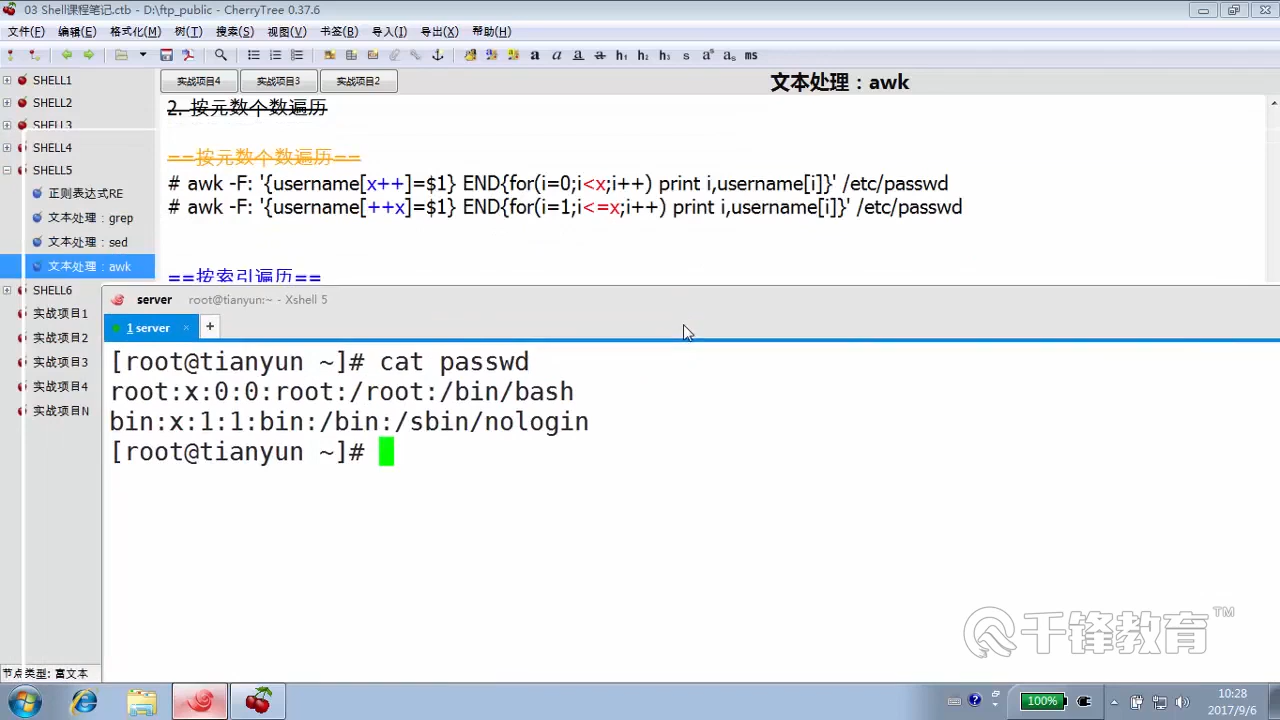 03 Shell课程笔记.ctb - D:\ftp_public - CherryTree 0.37.6
文件(F) 编辑(E) 格式化(M) 树(T) 搜索(S) 视图(V) 书签(B) 导入(I) 导出(X) 帮助(H)
a a a a h1 h2 h3 s a^s a_s ms
SHELL1
SHELL2
SHELL3
SHELL4
SHELL5
正则表达式RE
文本处理：grep
文本处理：sed
文本处理：awk
SHELL6
实战项目1
实战项目2
实战项目3
实战项目4
实战项目N
节点类型: 富文本
实战项目4 实战项目3 实战项目2
文本处理：awk
2. 按元数个数遍历
==按元数个数遍历==
# awk -F: '{username[x++]=$1} END{for(i=0;i<x;i++) print i,username[i]}' /etc/passwd
# awk -F: '{username[++x]=$1} END{for(i=1;i<=x;i++) print i,username[i]}' /etc/passwd
==按索引遍历==
server root@tianyun:~ - Xshell 5
1 server × +
[root@tianyun ~]# cat passwd
root:x:0:0:root:/root:/bin/bash
bin:x:1:1:bin:/bin:/sbin/nologin
[root@tianyun ~]#
千锋教育™
100%
10:28
2017/9/6